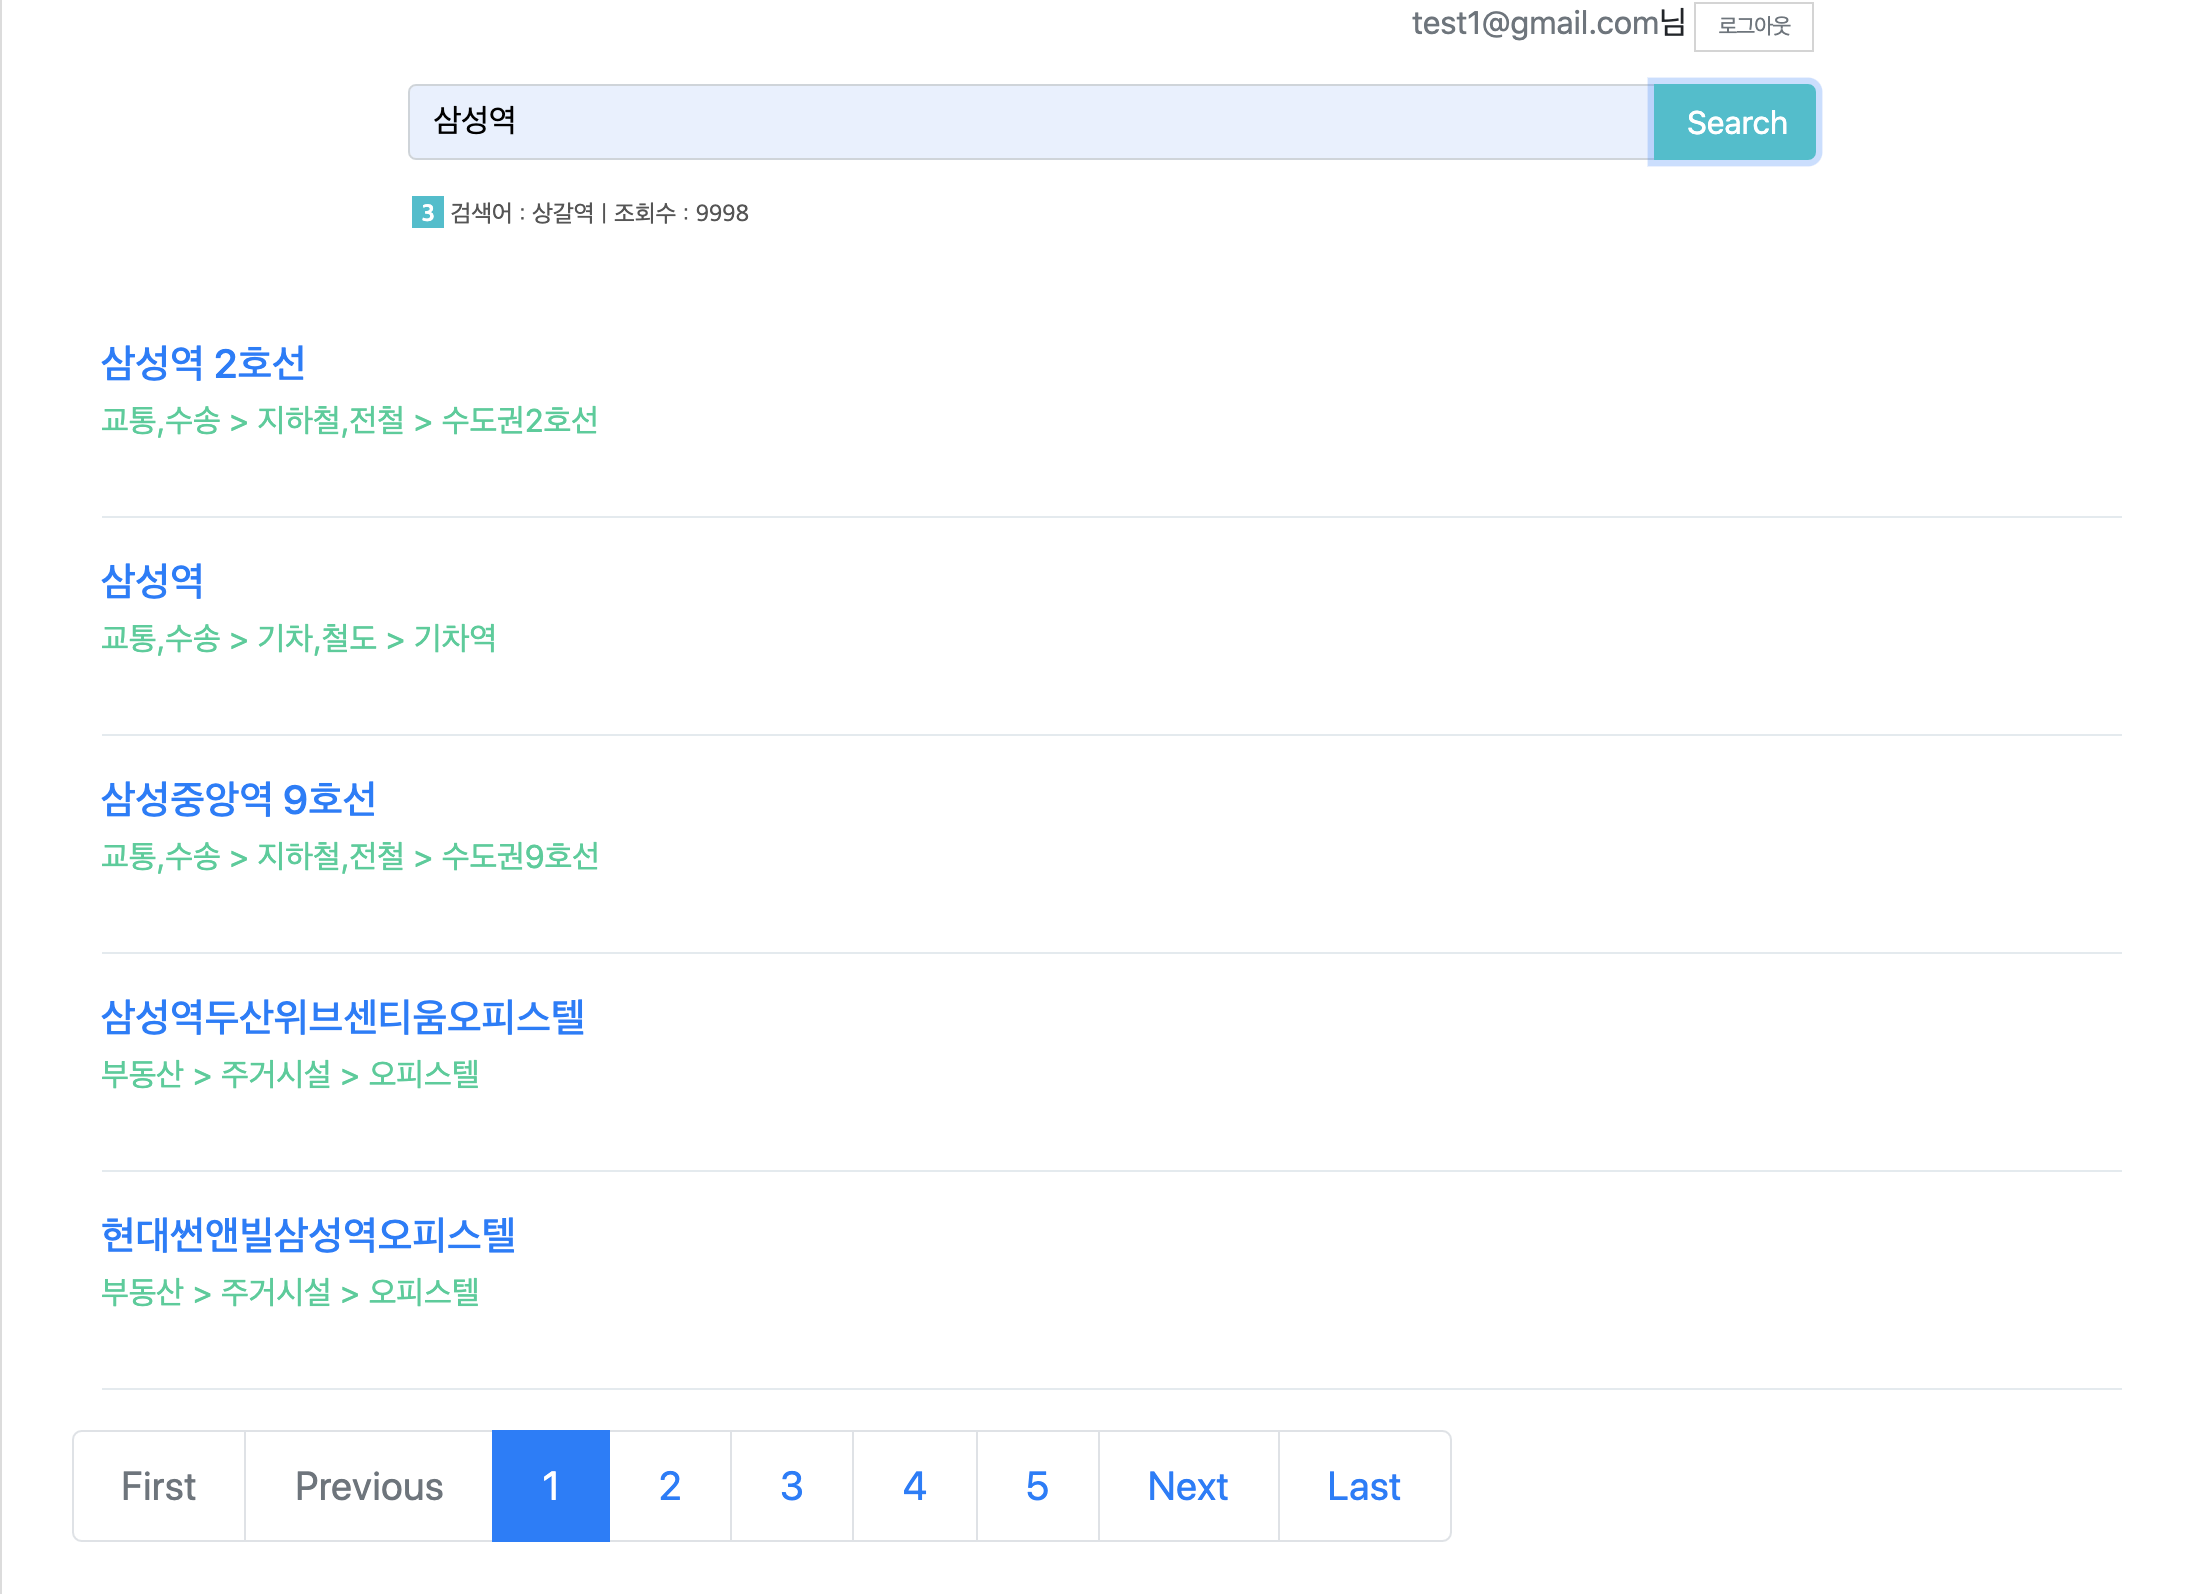 test1@gmail.com님 로그아웃
삼성역 Search
3 검색어 : 상갈역 | 조회수 : 9998
삼성역 2호선
교통,수송 > 지하철,전철 > 수도권2호선
삼성역
교통,수송 > 기차,철도 > 기차역
삼성중앙역 9호선
교통,수송 > 지하철,전철 > 수도권9호선
삼성역두산위브센티움오피스텔
부동산 > 주거시설 > 오피스텔
현대썬앤빌삼성역오피스텔
부동산 > 주거시설 > 오피스텔
First Previous 1 2 3 4 5 Next Last